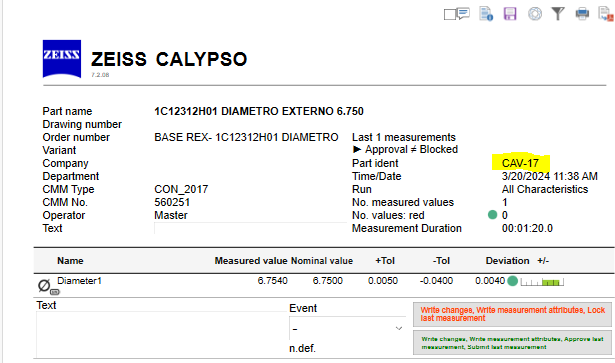 ZEISS
ZEISS CALYPSO
7.2.08
Part name 1C12312H01 DIAMETRO EXTERNO 6.750
Drawing number
Order number BASE REX- 1C12312H01 DIAMETRO Last 1 measurements
Variant ► Approval ≠ Blocked
Company Part ident CAV-17
Department Time/Date 3/20/2024 11:38 AM
CMM Type CON_2017 Run All Characteristics
CMM No. 560251 No. measured values 1
Operator Master No. values: red 0
Text Measurement Duration 00:01:20.0
Name Measured value Nominal value +Tol -Tol Deviation +/-
Diameter1 6.7540 6.7500 0.0050 -0.0400 0.0040
Text Event
Write changes, Write measurement attributes, Lock
last measurement
–
Write changes, Write measurement attributes, Approve last
measurement, Submit last measurement
n.def.